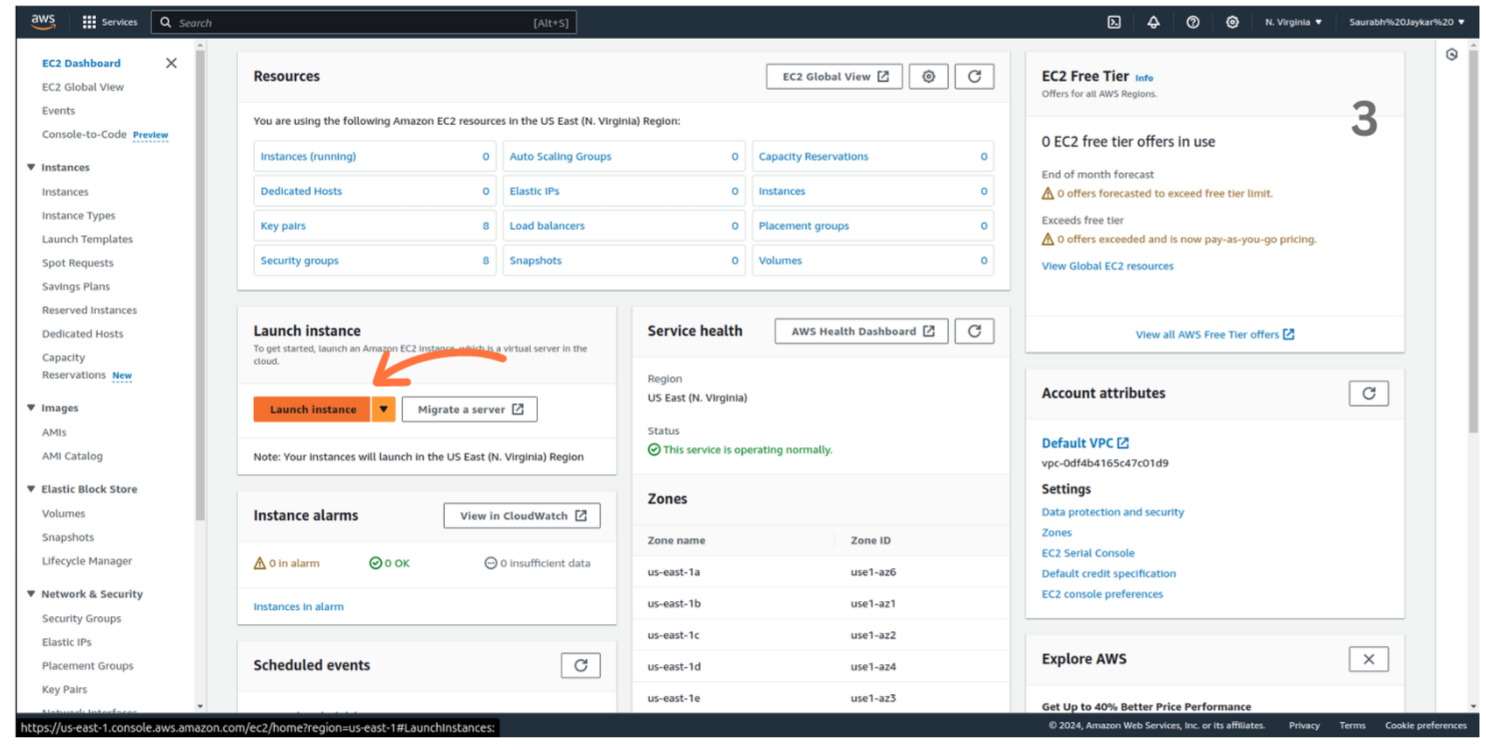 aws
Services
Search
[Alt+S]
N. Virginia
Saurabh%20Jaykar%20
EC2 Dashboard
EC2 Global View
Events
Console-to-Code Preview
Instances
Instances
Instance Types
Launch Templates
Spot Requests
Savings Plans
Reserved Instances
Dedicated Hosts
Capacity
Reservations New
Images
AMIs
AMI Catalog
Elastic Block Store
Volumes
Snapshots
Lifecycle Manager
Network & Security
Security Groups
Elastic IPs
Placement Groups
Key Pairs
Network Interfaces
Resources
EC2 Global View
You are using the following Amazon EC2 resources in the US East (N. Virginia) Region:
Instances (running) 0
Auto Scaling Groups 0
Capacity Reservations 0
Dedicated Hosts 0
Elastic IPs 0
Instances 0
Key pairs 8
Load balancers 0
Placement groups 0
Security groups 8
Snapshots 0
Volumes 0
Launch instance
To get started, launch an Amazon EC2 instance, which is a virtual server in the
cloud.
Launch instance
Migrate a server
Note: Your instances will launch in the US East (N. Virginia) Region
Instance alarms
View in CloudWatch
0 in alarm
0 OK
0 insufficient data
Instances in alarm
Scheduled events
Service health
AWS Health Dashboard
Region
US East (N. Virginia)
Status
This service is operating normally.
Zones
Zone name Zone ID
us-east-1a use1-az6
us-east-1b use1-az1
us-east-1c use1-az2
us-east-1d use1-az4
us-east-1e use1-az3
EC2 Free Tier Info
Offers for all AWS Regions.
3
0 EC2 free tier offers in use
End of month forecast
0 offers forecasted to exceed free tier limit.
Exceeds free tier
0 offers exceeded and is now pay-as-you-go pricing.
View Global EC2 resources
View all AWS Free Tier offers
Account attributes
Default VPC
vpc-0df4b4165c47c01d9
Settings
Data protection and security
Zones
EC2 Serial Console
Default credit specification
EC2 console preferences
Explore AWS
Get Up to 40% Better Price Performance
https://us-east-1.console.aws.amazon.com/ec2/home?region=us-east-1#LaunchInstances:
© 2024, Amazon Web Services, Inc. or its affiliates.
Privacy
Terms
Cookie preferences